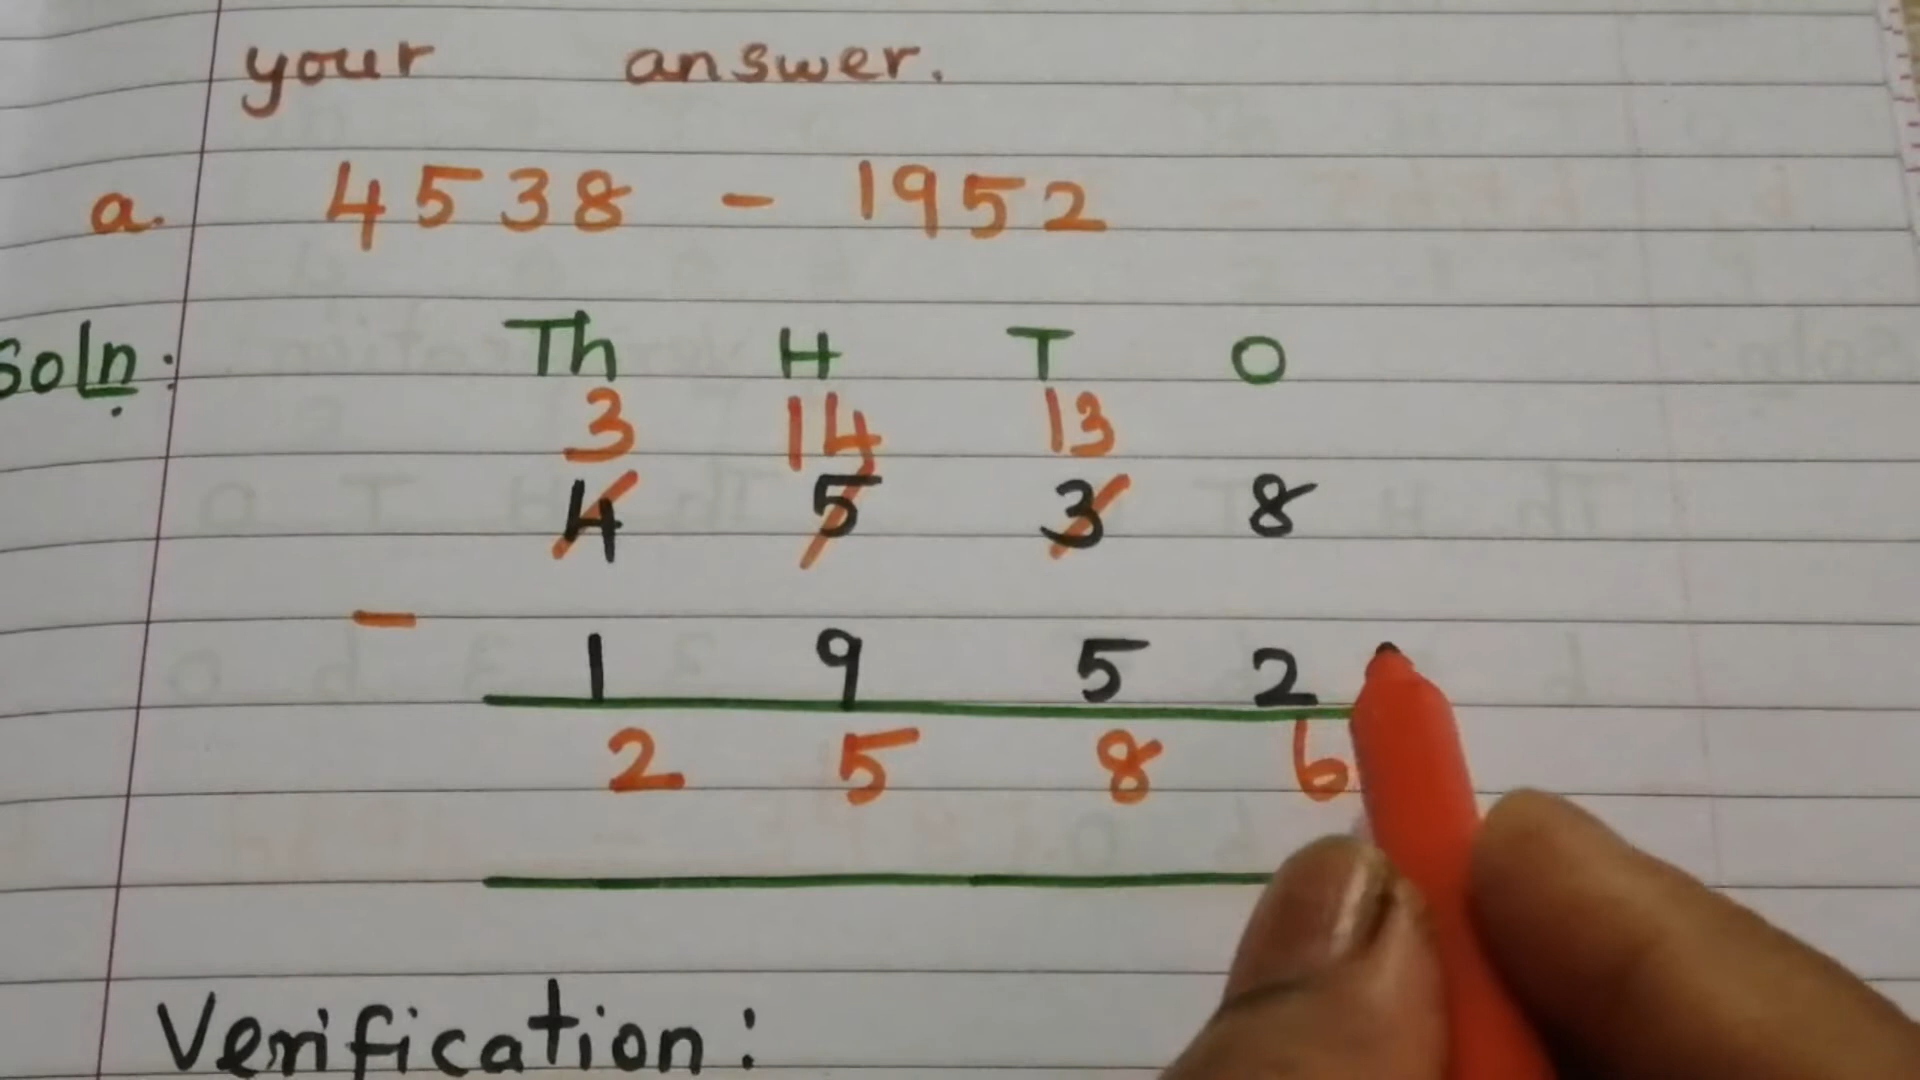 your answer.
a. 4538 - 1952
Soln:
Th H T O
3 14 13
4 5 3 8
-
1 9 5 2
2 5 8 6
Verification: